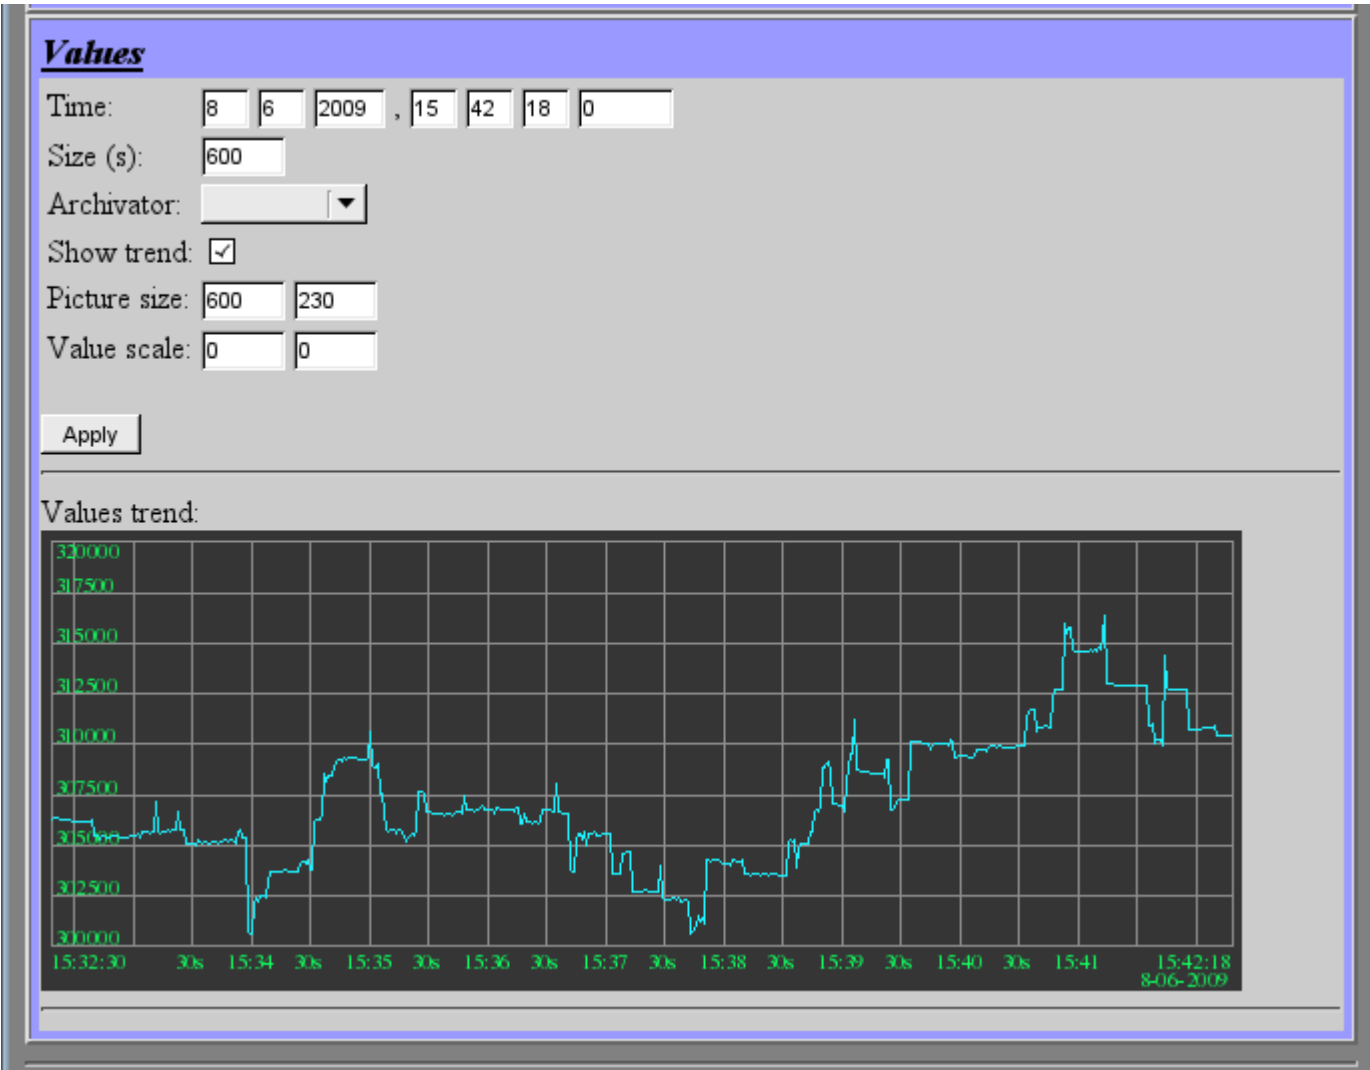 Values
Time: 8 6 2009 , 15 42 18 0
Size (s): 600
Archivator:
Show trend:
Picture size: 600 230
Value scale: 0 0
Apply
Values trend:
320000
317500
315000
312500
310000
307500
305000
302500
300000
15:32:30 30s 15:34 30s 15:35 30s 15:36 30s 15:37 30s 15:38 30s 15:39 30s 15:40 30s 15:41 15:42:18
8-06-2009